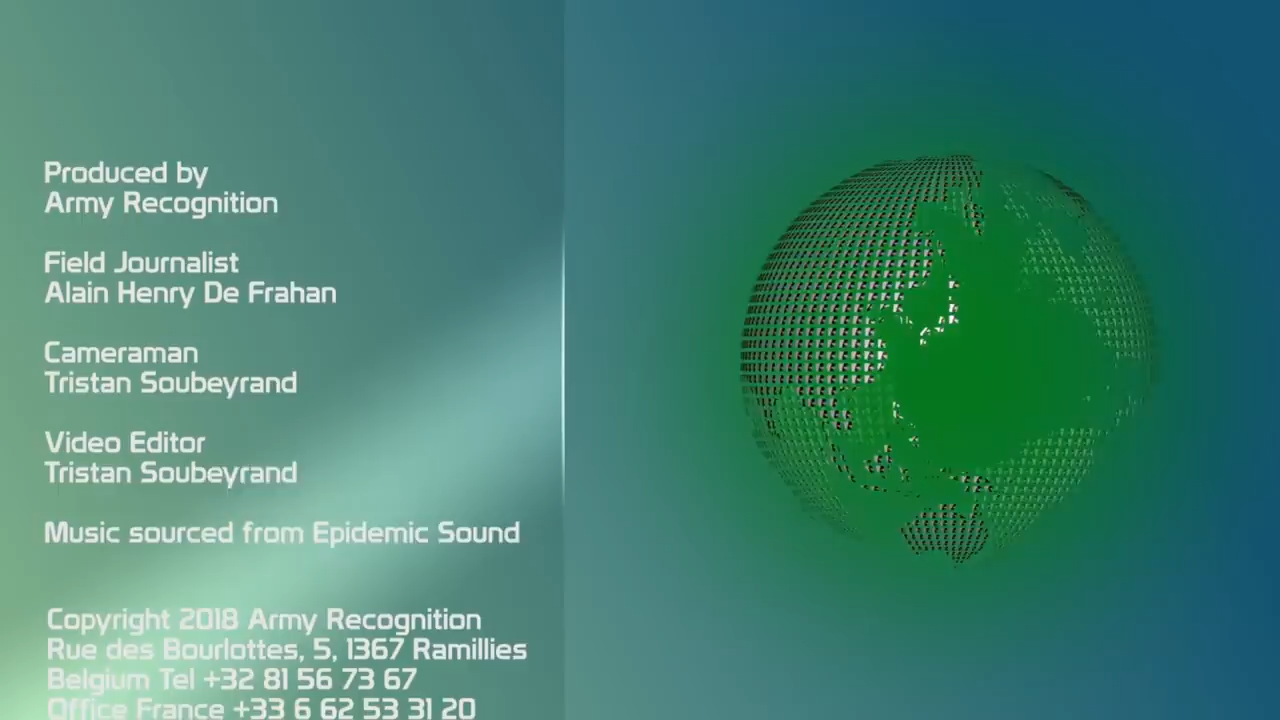 Produced by
Army Recognition
Field Journalist
Alain Henry De Frahan
Cameraman
Tristan Soubeyrand
Video Editor
Tristan Soubeyrand
Music sourced from Epidemic Sound
Copyright 2018 Army Recognition
Rue des Bourlottes, 5, 1367 Ramillies
Belgium Tel +32 81 56 73 67
Office France +33 6 62 53 31 20